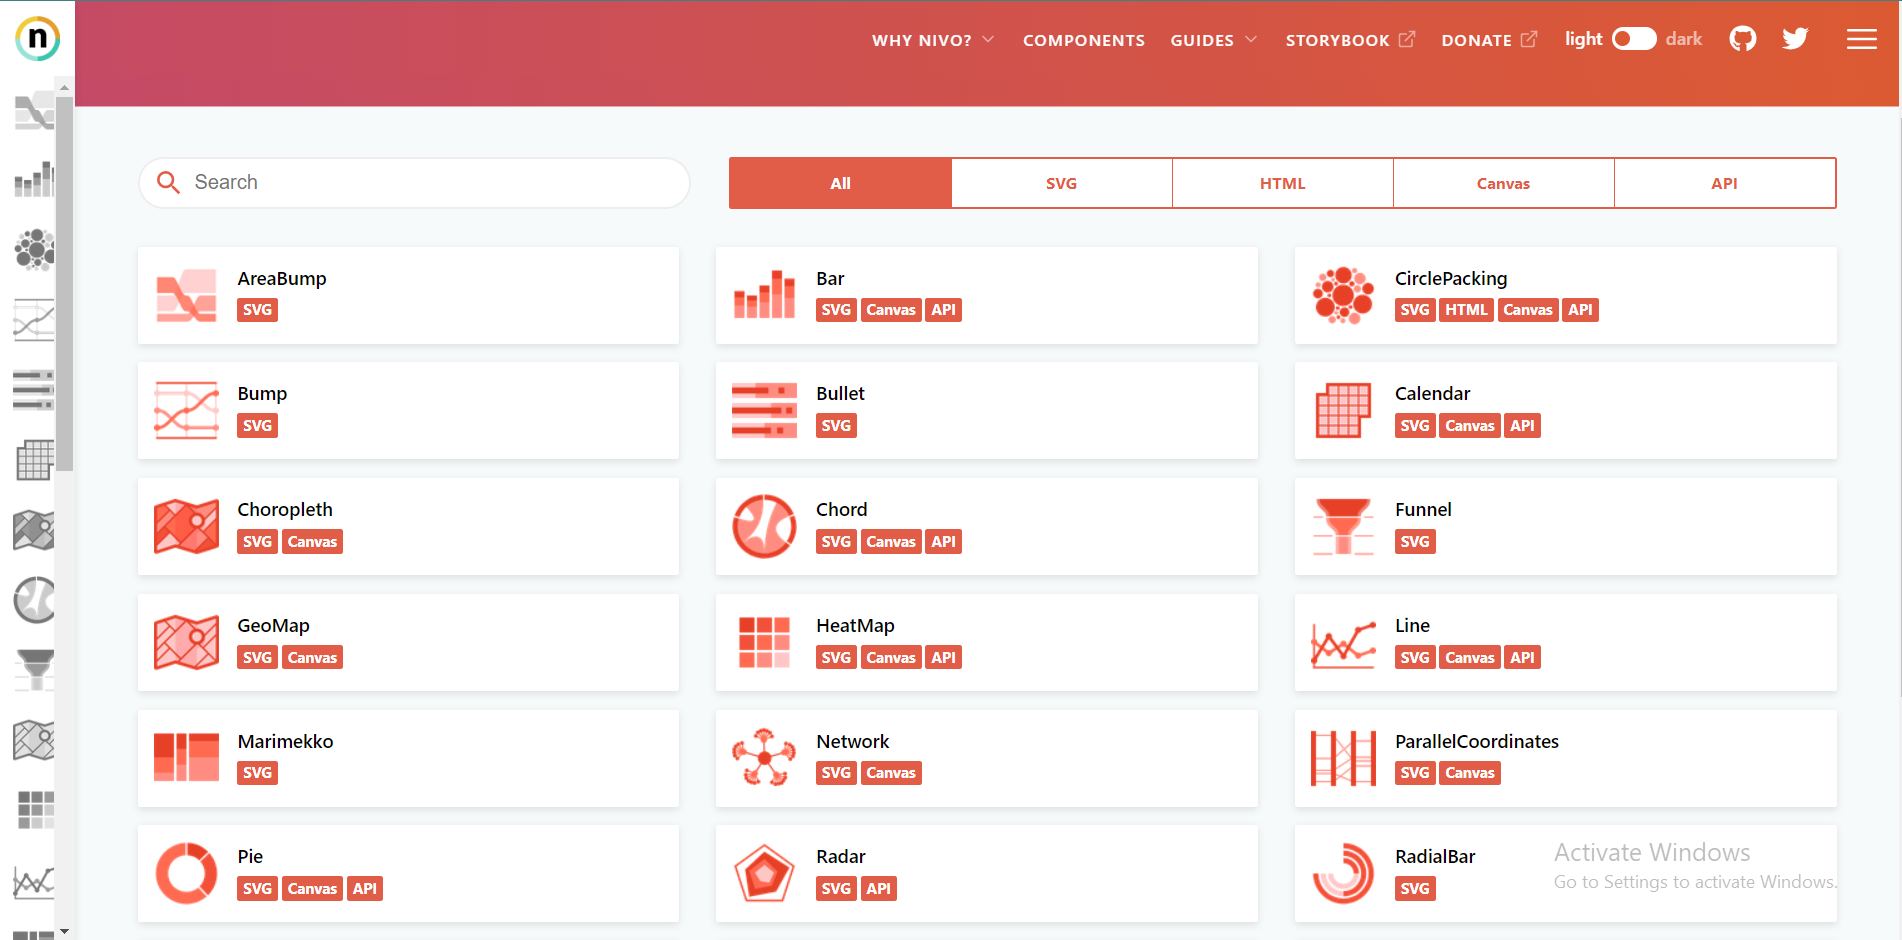 n
WHY NIVO? COMPONENTS GUIDES STORYBOOK DONATE light dark
Search
All SVG HTML Canvas API
AreaBump
SVG
Bar
SVG Canvas API
CirclePacking
SVG HTML Canvas API
Bump
SVG
Bullet
SVG
Calendar
SVG Canvas API
Choropleth
SVG Canvas
Chord
SVG Canvas API
Funnel
SVG
GeoMap
SVG Canvas
HeatMap
SVG Canvas API
Line
SVG Canvas API
Marimekko
SVG
Network
SVG Canvas
ParallelCoordinates
SVG Canvas
Pie
SVG Canvas API
Radar
SVG API
RadialBar
SVG
Activate Windows
Go to Settings to activate Windows.